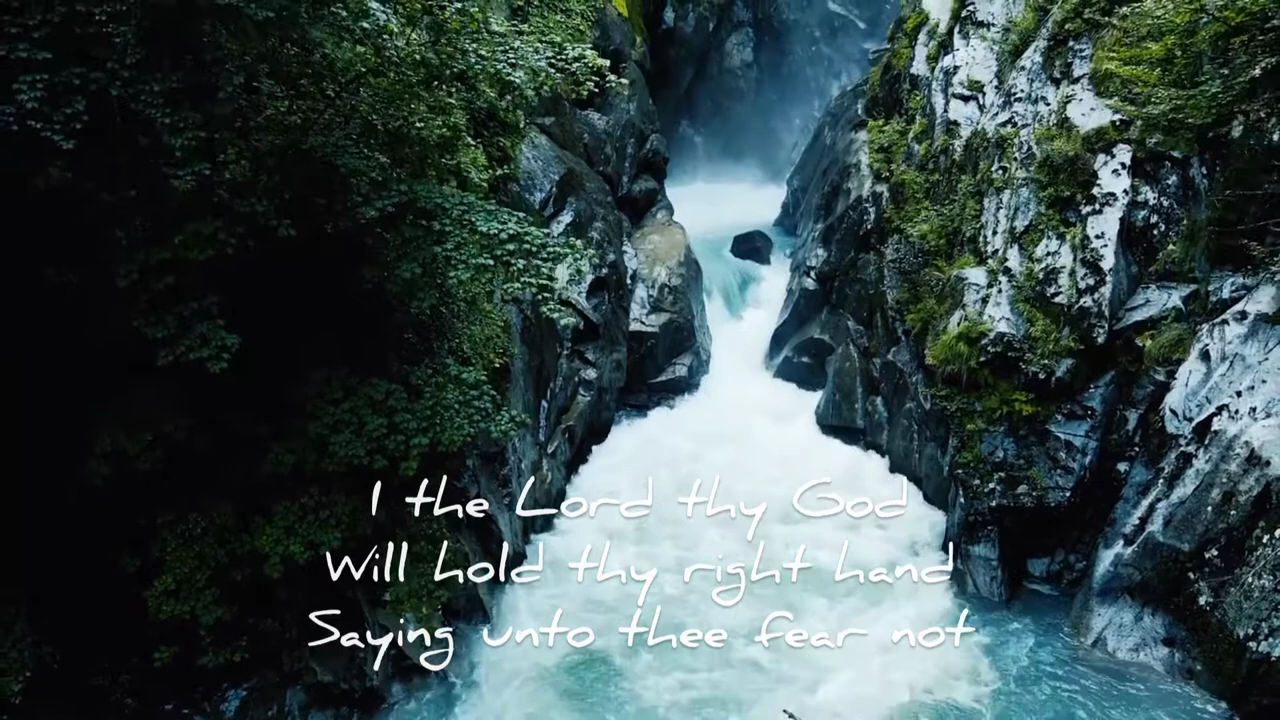 I the Lord thy God
Will hold thy right hand
Saying unto thee fear not